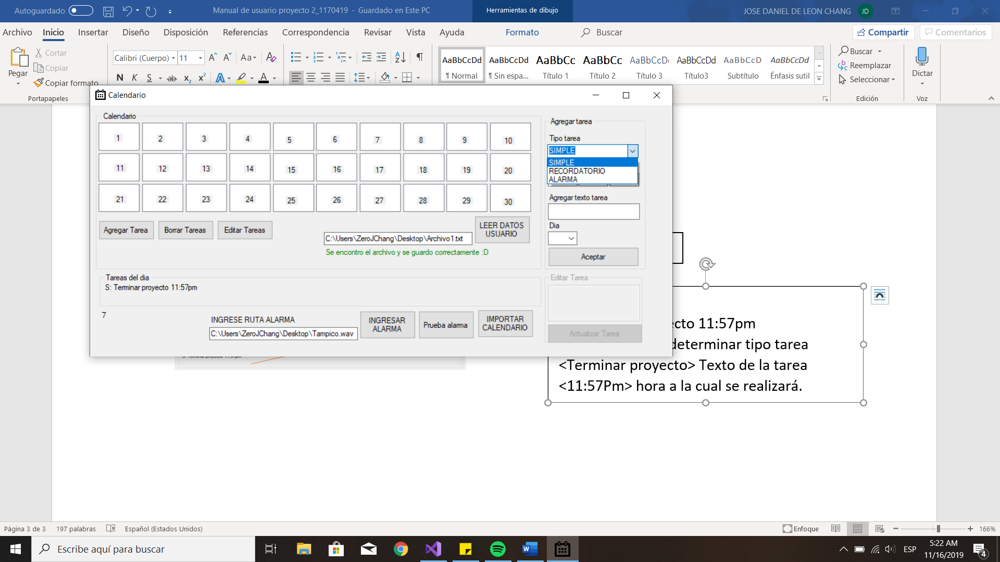 Autoguardado
Manual de usuario proyecto 2_1170419 - Guardado en Este PC
Herramientas de dibujo
JOSE DANIEL DE LEON CHANG
JD
Archivo Inicio Insertar Diseño Disposición Referencias Correspondencia Revisar Vista Ayuda Formato Buscar Compartir Comentarios
Pegar
Cortar
Copiar
Copiar formato
Portapapeles
Calibri (Cuerpo) 11
Aa
N K S ab x₂ x² A A
AaBbCcDd AaBbCcDd AaBbCc AaBbCc AaBbCcD AaBbCcDd AaBbCcD AaBbCcDd
¶ Normal ¶ Sin espa... Título 1 Título 2 Título 3 Título3 Subtítulo Énfasis sutil
Buscar
Reemplazar
Seleccionar
Edición
Dictar
Voz
Calendario
Calendario
1 2 3 4 5 6 7 8 9 10
11 12 13 14 15 16 17 18 19 20
21 22 23 24 25 26 27 28 29 30
Agregar Tarea
Borrar Tareas
Editar Tareas
C:\Users\ZeroJChang\Desktop\Archivo1.txt
LEER DATOS
USUARIO
Se encontro el archivo y se guardo correctamente :D
Agregar tarea
Tipo tarea
SIMPLE
SIMPLE
RECORDATORIO
ALARMA
Agregar texto tarea
Dia
Aceptar
Tareas del dia
S: Terminar proyecto 11:57pm
7
INGRESE RUTA ALARMA
C:\Users\ZeroJChang\Desktop\Tampico.wav
INGRESAR
ALARMA
Prueba alarma
IMPORTAR
CALENDARIO
Editar Tarea
Actualizar Tarea
S: Terminar proyecto 11:57pm
ecto 11:57pm
determinar tipo tarea
<Terminar proyecto> Texto de la tarea
<11:57Pm> hora a la cual se realizará.
Página 3 de 3 197 palabras Español (Estados Unidos)
Enfoque
166%
Escribe aquí para buscar
ESP
5:22 AM
11/16/2019
4